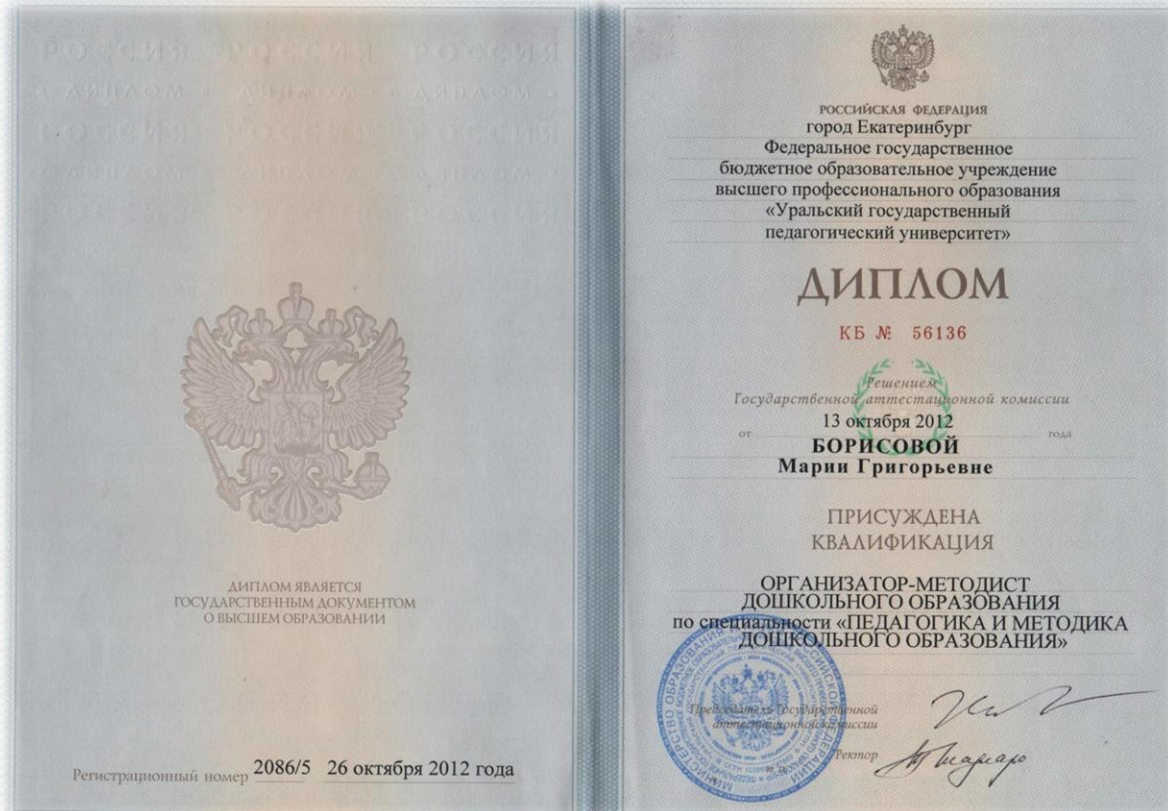 ДИПЛОМ ЯВЛЯЕТСЯ
ГОСУДАРСТВЕННЫМ ДОКУМЕНТОМ
О ВЫСШЕМ ОБРАЗОВАНИИ
Регистрационный номер 2086/5 26 октября 2012 года
РОССИЙСКАЯ ФЕДЕРАЦИЯ
город Екатеринбург
Федеральное государственное
бюджетное образовательное учреждение
высшего профессионального образования
«Уральский государственный
педагогический университет»
ДИПЛОМ
КБ № 56136
Решением
Государственной аттестационной комиссии
от 13 октября 2012 года
БОРИСОВОЙ
Марии Григорьевне
ПРИСУЖДЕНА
КВАЛИФИКАЦИЯ
ОРГАНИЗАТОР-МЕТОДИСТ
ДОШКОЛЬНОГО ОБРАЗОВАНИЯ
по специальности «ПЕДАГОГИКА И МЕТОДИКА
ДОШКОЛЬНОГО ОБРАЗОВАНИЯ»
Председатель Государственной
аттестационной комиссии
Ректор